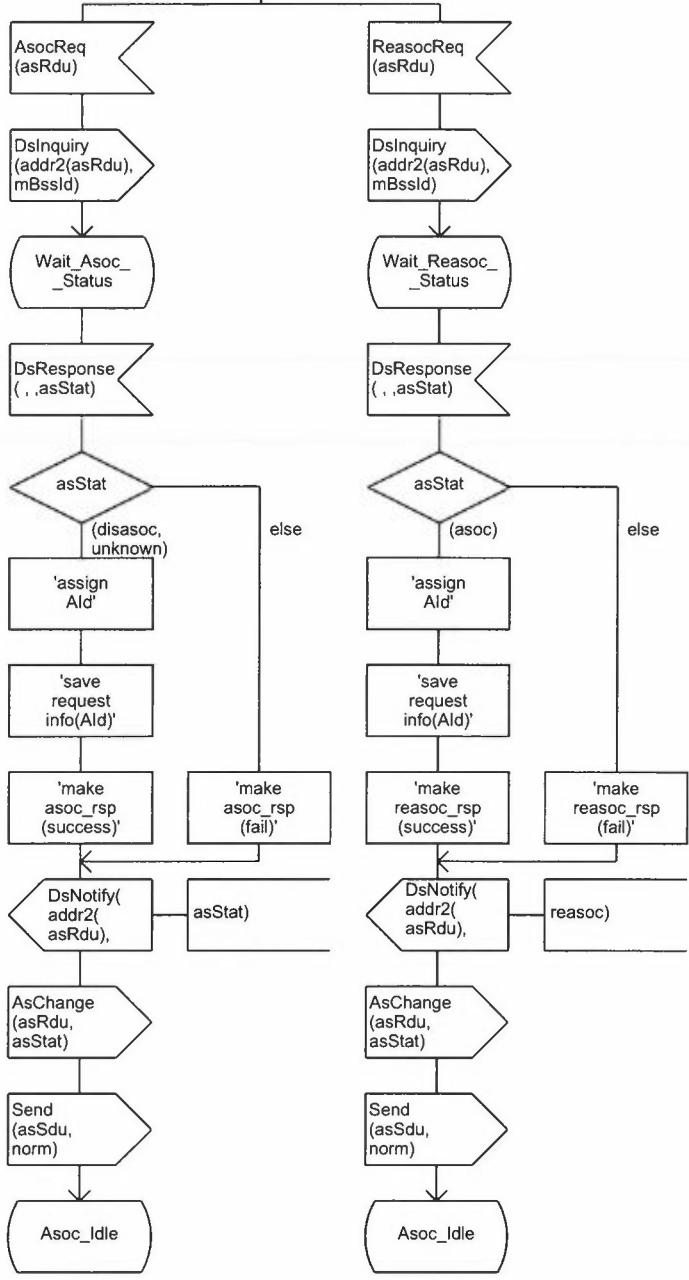 AsocReq
(asRdu)
DsInquiry
(addr2(asRdu),
mBssId)
Wait_Asoc_
_Status
DsResponse
( , ,asStat)
asStat
(disasoc,
unknown)
else
'assign
AId'
'save
request
info(AId)'
'make
asoc_rsp
(success)'
'make
asoc_rsp
(fail)'
DsNotify(
addr2(
asRdu),
asStat)
AsChange
(asRdu,
asStat)
Send
(asSdu,
norm)
Asoc_Idle
ReasocReq
(asRdu)
DsInquiry
(addr2(asRdu),
mBssId)
Wait_Reasoc_
_Status
DsResponse
( , ,asStat)
asStat
(asoc)
else
'assign
AId'
'save
request
info(AId)'
'make
reasoc_rsp
(success)'
'make
reasoc_rsp
(fail)'
DsNotify(
addr2(
asRdu),
reasoc)
AsChange
(asRdu,
asStat)
Send
(asSdu,
norm)
Asoc_Idle